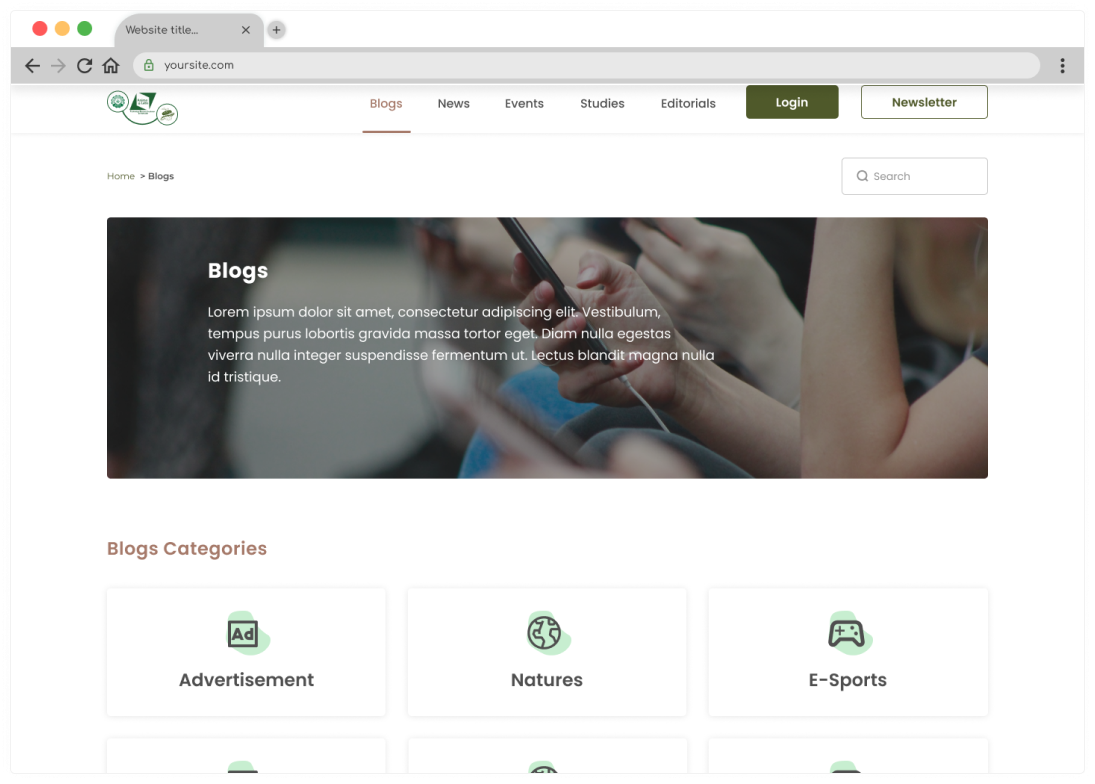 Website title...
yoursite.com
Blogs
News
Events
Studies
Editorials
Login
Newsletter
Home > Blogs
Search
Blogs
Lorem ipsum dolor sit amet, consectetur adipiscing elit. Vestibulum,
tempus purus lobortis gravida massa tortor eget. Diam nulla egestas
viverra nulla integer suspendisse fermentum ut. Lectus blandit magna nulla
id tristique.
Blogs Categories
Ad
Advertisement
Natures
E-Sports